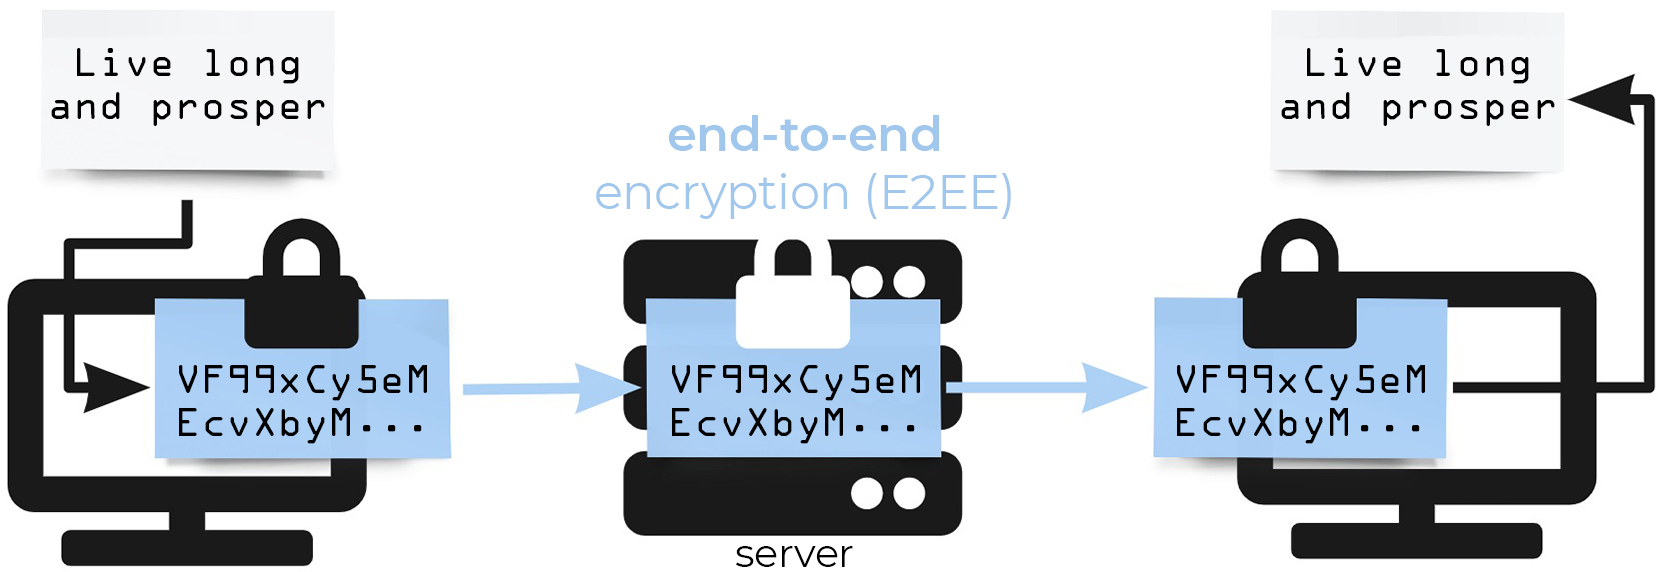 Live long
and prosper
end-to-end
encryption (E2EE)
Live long
and prosper
VF99xCy5eM
EcvXbyM...
VF99xCy5eM
EcvXbyM...
VF99xCy5eM
EcvXbyM...
server